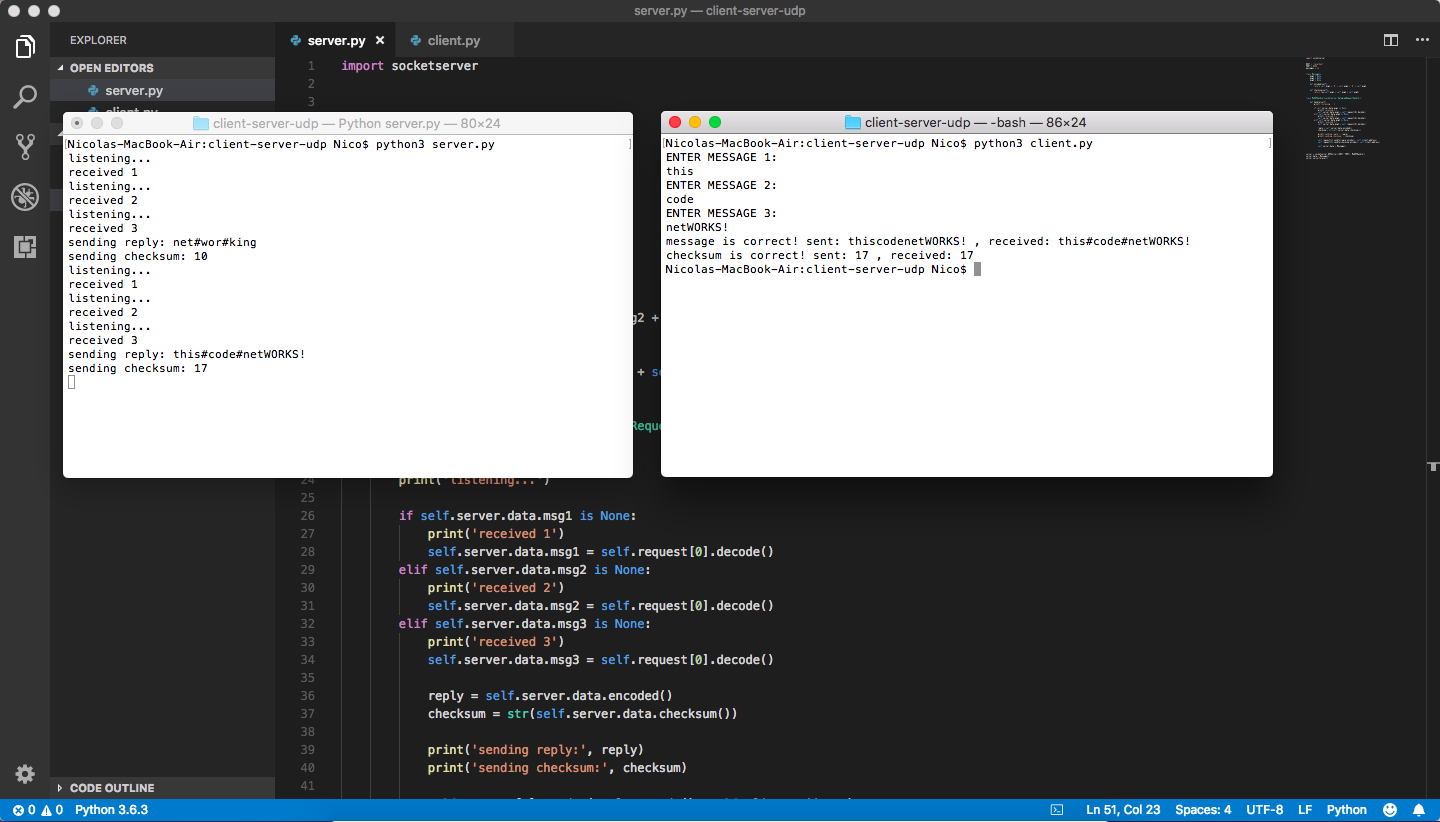 server.py — client-server-udp
EXPLORER
OPEN EDITORS
server.py
client.py
server.py ×
client.py
1 import socketserver
2
3
client-server-udp — Python server.py — 80×24
[Nicolas-MacBook-Air:client-server-udp Nico$ python3 server.py ]
listening...
received 1
listening...
received 2
listening...
received 3
sending reply: net#wor#king
sending checksum: 10
listening...
received 1
listening...
received 2
listening...
received 3
sending reply: this#code#netWORKS!
sending checksum: 17
client-server-udp — -bash — 86×24
[Nicolas-MacBook-Air:client-server-udp Nico$ python3 client.py ]
ENTER MESSAGE 1:
this
ENTER MESSAGE 2:
code
ENTER MESSAGE 3:
netWORKS!
message is correct! sent: thiscodenetWORKS! , received: this#code#netWORKS!
checksum is correct! sent: 17 , received: 17
Nicolas-MacBook-Air:client-server-udp Nico$
g2 +
+ se
Reque
24 print('listening...')
25
26 if self.server.data.msg1 is None:
27 print('received 1')
28 self.server.data.msg1 = self.request[0].decode()
29 elif self.server.data.msg2 is None:
30 print('received 2')
31 self.server.data.msg2 = self.request[0].decode()
32 elif self.server.data.msg3 is None:
33 print('received 3')
34 self.server.data.msg3 = self.request[0].decode()
35
36 reply = self.server.data.encoded()
37 checksum = str(self.server.data.checksum())
38
39 print('sending reply:', reply)
40 print('sending checksum:', checksum)
41
CODE OUTLINE
0 0 Python 3.6.3
Ln 51, Col 23 Spaces: 4 UTF-8 LF Python